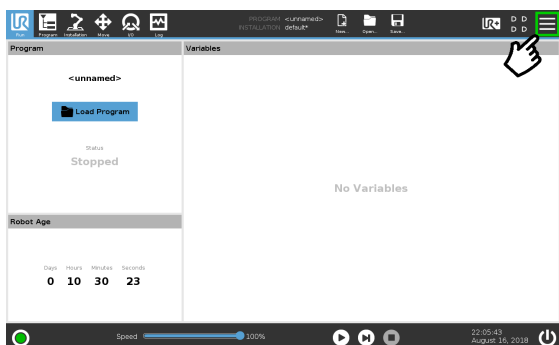 UR
Run
Program
Installation
Move
I/O
Log
PROGRAM <unnamed>
INSTALLATION default*
New...
Open...
Save...
UR+
D D
D D
Program
Variables
<unnamed>
Load Program
Status
Stopped
No Variables
Robot Age
Days Hours Minutes Seconds
0 10 30 23
Speed 100%
22:05:43
August 16, 2018